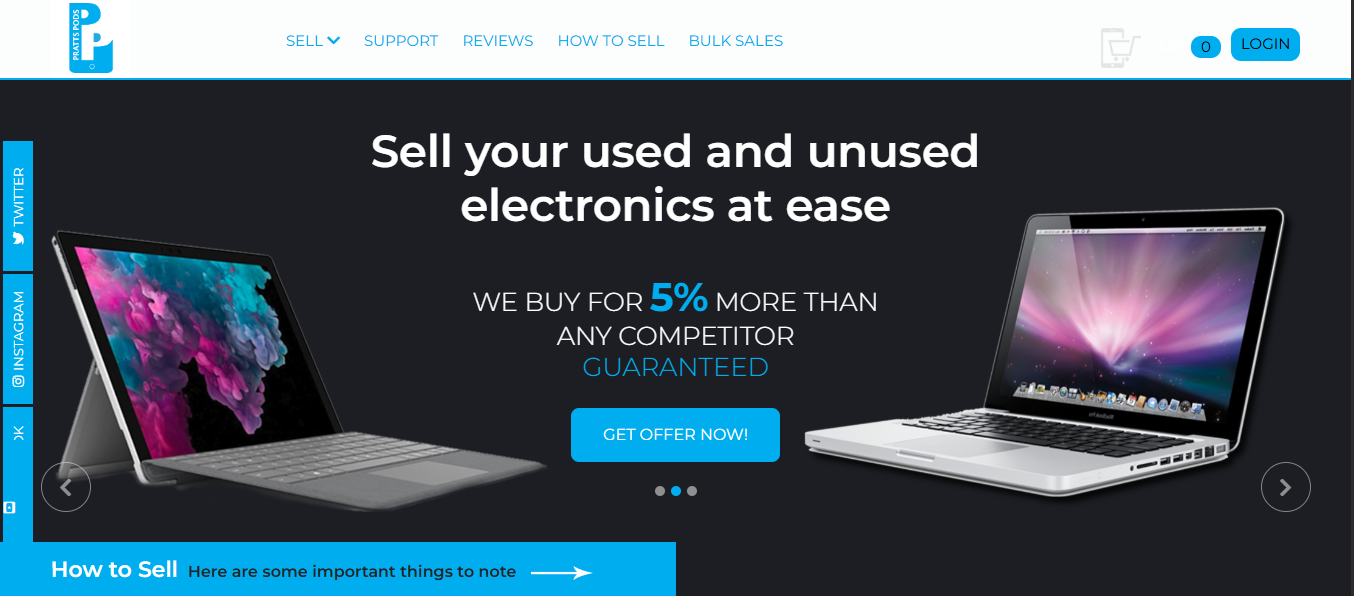 PRATTS PODS
SELL
SUPPORT
REVIEWS
HOW TO SELL
BULK SALES
0
LOGIN
Sell your used and unused
electronics at ease
WE BUY FOR 5% MORE THAN
ANY COMPETITOR
GUARANTEED
GET OFFER NOW!
TWITTER
INSTAGRAM
How to Sell Here are some important things to note